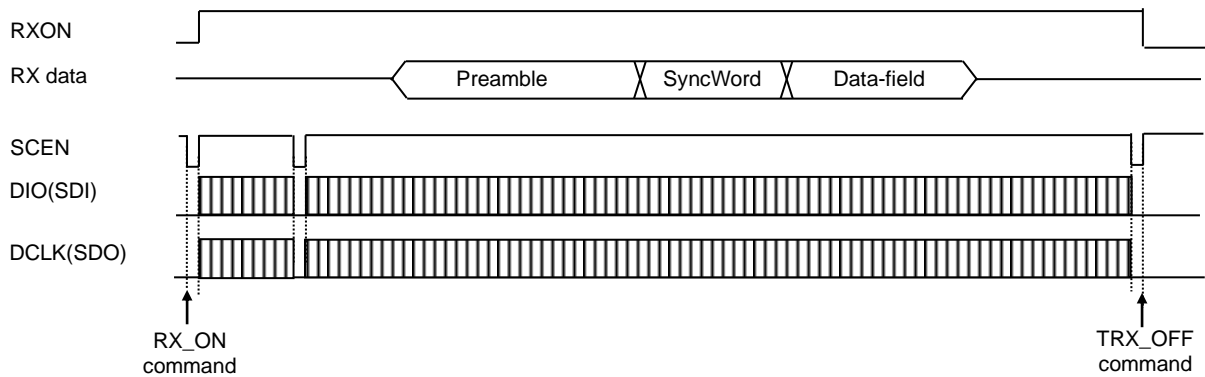 RXON
RX data
Preamble
SyncWord
Data-field
SCEN
DIO(SDI)
DCLK(SDO)
RX_ON
command
TRX_OFF
command